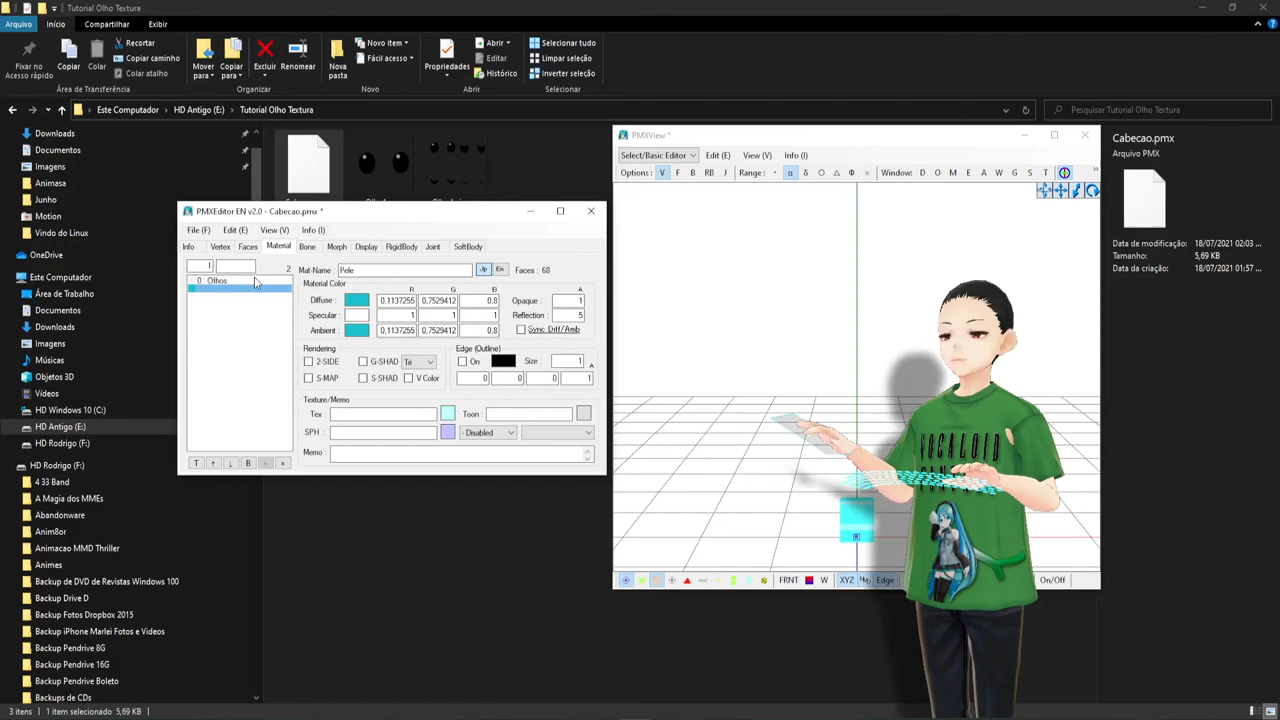 Tutorial Olho Textura
Arquivo
Início
Compartilhar
Exibir
Fixar no
Acesso rápido
Copiar
Colar
Recortar
Copiar caminho
Colar atalho
Área de Transferência
Mover
para
Copiar
para
Excluir
Renomear
Organizar
Nova
pasta
Novo item
Fácil acesso
Novo
Propriedades
Abrir
Editar
Histórico
Abrir
Selecionar tudo
Limpar seleção
Inverter seleção
Selecionar
Este Computador
HD Antigo (E:)
Tutorial Olho Textura
Pesquisar Tutorial Olho Textura
Downloads
Documentos
Imagens
Animasa
Junho
Motion
Vindo do Linux
OneDrive
Este Computador
Área de Trabalho
Documentos
Downloads
Imagens
Músicas
Objetos 3D
Vídeos
HD Windows 10 (C:)
HD Antigo (E:)
HD Rodrigo (F:)
HD Rodrigo (F:)
4 33 Band
A Magia dos MMEs
Abandonware
Anim8or
Animacao MMD Thriller
Animes
Backup de DVD de Revistas Windows 100
Backup Drive D
Backup Fotos Dropbox 2015
Backup iPhone Marlei Fotos e Videos
Backup Pendrive 8G
Backup Pendrive 16G
Backup Pendrive Boleto
Backups de CDs
3 itens
1 item selecionado 5,69 KB
PMXEditor EN v2.0 - Cabecao.pmx *
File (F)
Edit (E)
View (V)
Info (I)
Info
Vertex
Faces
Material
Bone
Morph
Display
RigidBody
Joint
SoftBody
1
2
0 : Olhos
T
↑
↓
B
-
×
Mat-Name :
Pele
Jp
En
Faces : 68
Material Color
R
G
B
A
Diffuse :
0,1137255
0,7529412
0.8
Opaque :
1
Specular :
1
1
1
Reflection :
5
Ambient :
0,1137255
0,7529412
0.8
Sync Diff/Amb
Rendering
2-SIDE
G-SHAD
Tri
S-MAP
S-SHAD
V Color
Edge (Outline)
On
Size :
1
A
0
0
0
1
Texture/Memo
Tex :
Toon :
SPH :
- Disabled
Memo :
PMXView *
Select/Basic Editor
Edit (E)
View (V)
Info (I)
Options:
V
F
B
RB
J
Range:
α
δ
Window:
D
O
M
E
A
V
W
G
S
T
FRNT
W
XYZ
Edge
On/Off
VOCALOID
Cabecao.pmx
Arquivo PMX
Data de modificação: 18/07/2021 02:03 ...
Tamanho: 5,69 KB
Data da criação: 18/07/2021 01:57 ...